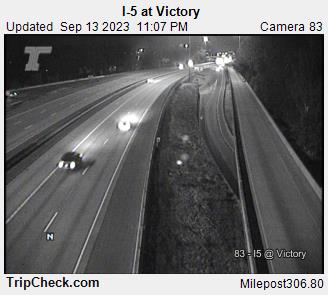 I-5 at Victory
Updated  Sep 13 2023  11:07 PM
Camera 83
T
N
83 - I5 @ Victory
TripCheck.com
Milepost306.80